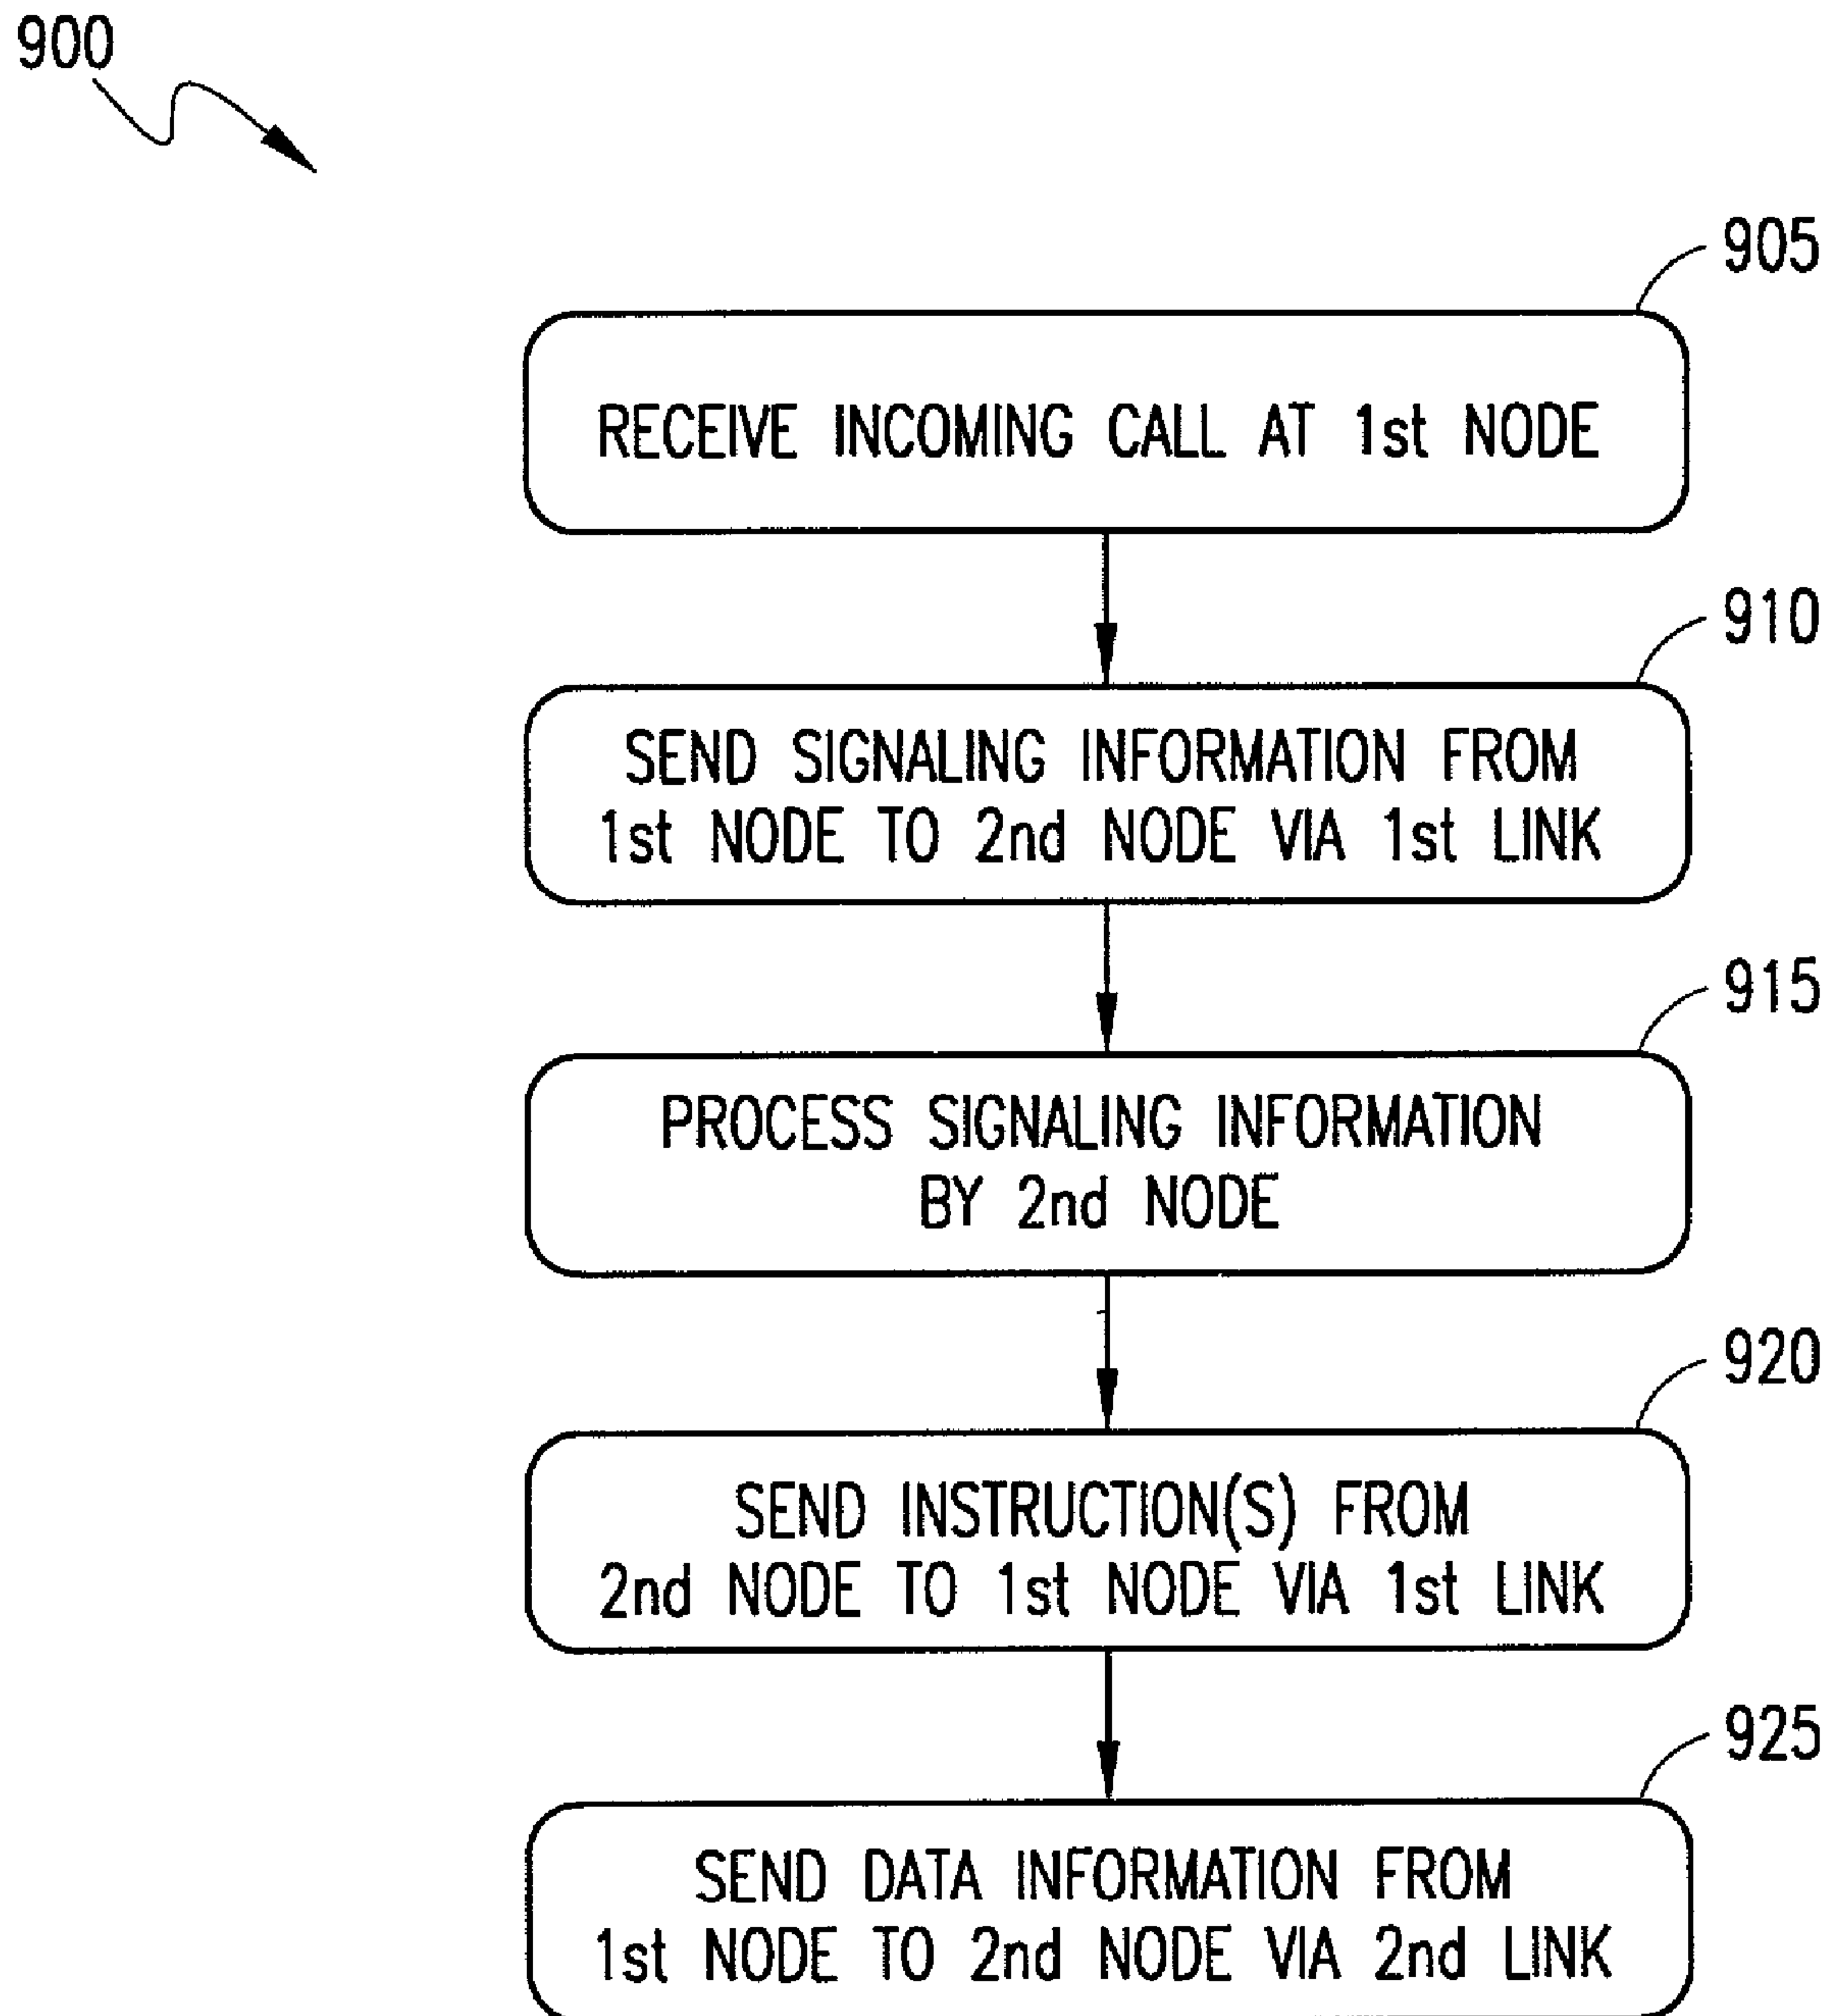 900
905
RECEIVE INCOMING CALL AT 1st NODE
910
SEND SIGNALING INFORMATION FROM
1st NODE TO 2nd NODE VIA 1st LINK
915
PROCESS SIGNALING INFORMATION
BY 2nd NODE
920
SEND INSTRUCTION(S) FROM
2nd NODE TO 1st NODE VIA 1st LINK
925
SEND DATA INFORMATION FROM
1st NODE TO 2nd NODE VIA 2nd LINK